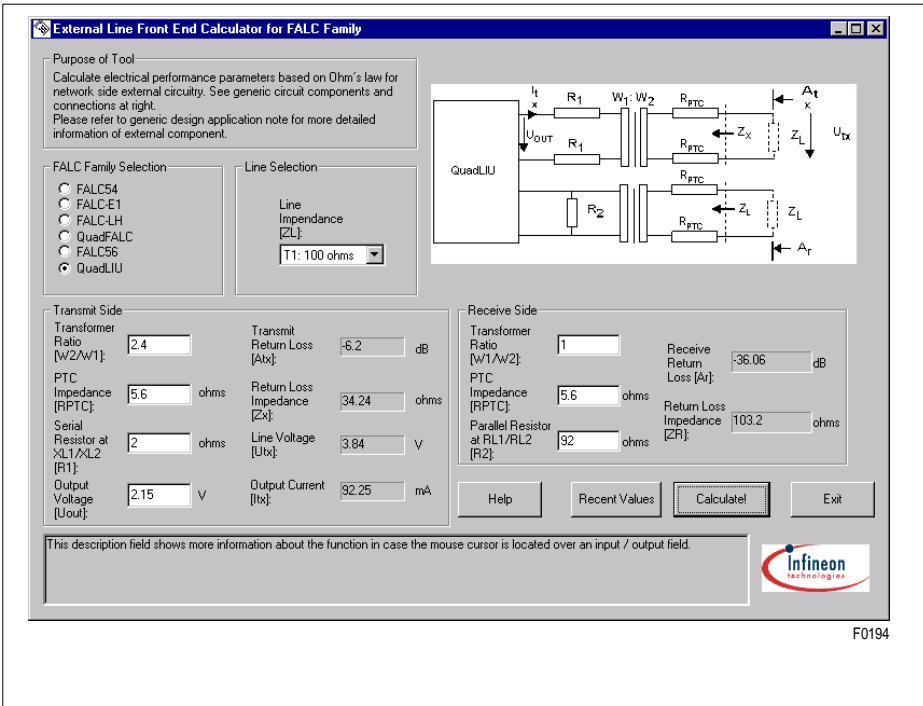 External Line Front End Calculator for FALC Family
Purpose of Tool
Calculate electrical performance parameters based on Ohm´s law for
network side external circuitry. See generic circuit components and
connections at right.
Please refer to generic design application note for more detailed
information of external component.
It
x
R1
W1: W2
RPTC
At
x
UOUT
R1
ZX
ZL
Utx
RPTC
QuadLIU
RPTC
R2
ZL
ZL
RPTC
Ar
FALC Family Selection
FALC54
FALC-E1
FALC-LH
QuadFALC
FALC56
QuadLIU
Line Selection
Line
Impendance
[ZL]:
T1: 100 ohms
Transmit Side
Transformer
Ratio
[W2/W1]:
2.4
Transmit
Return Loss
[Atx]:
-6.2
dB
PTC
Impedance
[RPTC]:
5.6
ohms
Return Loss
Impedance
[Zx]:
34.24
ohms
Serial
Resistor at
XL1/XL2
[R1]:
2
ohms
Line Voltage
[Utx]:
3.84
V
Output
Voltage
[Uout]:
2.15
V
Output Current
[Itx]:
92.25
mA
Receive Side
Transformer
Ratio
[W1/W2]:
1
Receive
Return
Loss [Ar]:
-36.06
dB
PTC
Impedance
[RPTC]:
5.6
ohms
Return Loss
Impedance
[ZR]:
103.2
ohms
Parallel Resistor
at RL1/RL2
[R2]:
92
ohms
Help
Recent Values
Calculate!
Exit
This description field shows more information about the function in case the mouse cursor is located over an input / output field.
Infineon
technologies
F0194